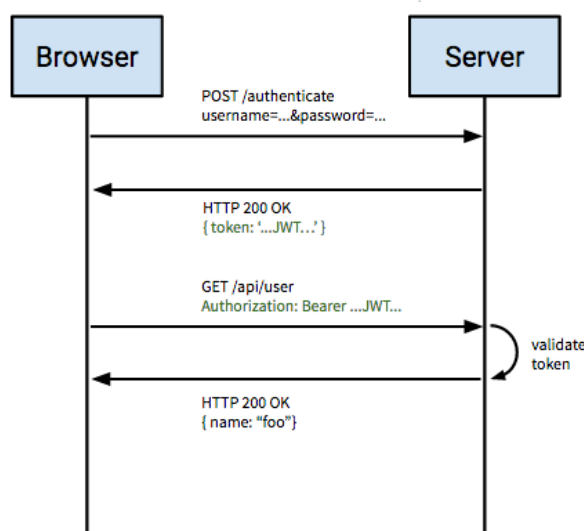 Browser
Server
POST /authenticate
username=...&password=...
HTTP 200 OK
{ token: ‘...JWT...’ }
GET /api/user
Authorization: Bearer ...JWT...
validate
token
HTTP 200 OK
{ name: “foo”}